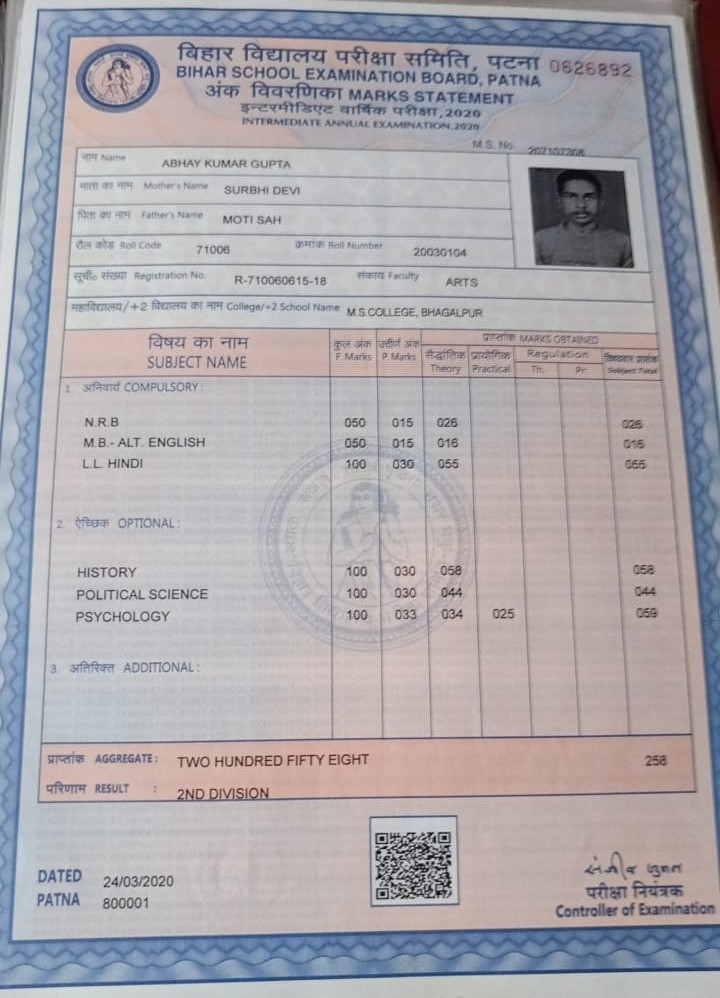 बिहार विद्यालय परीक्षा समिति, पटना 0626892
BIHAR SCHOOL EXAMINATION BOARD, PATNA
अंक विवरणिका MARKS STATEMENT
इन्टरमीडिएट वार्षिक परीक्षा, 2020
INTERMEDIATE ANNUAL EXAMINATION, 2020
M.S. No. 207107208
नाम Name ABHAY KUMAR GUPTA
माता का नाम Mother's Name SURBHI DEVI
पिता का नाम Father's Name MOTI SAH
रौल कोड Roll Code 71006 क्रमांक Roll Number 20030104
सूची० संख्या Registration No. R-710060615-18 संकाय Faculty ARTS
महाविद्यालय/+2 विद्यालय का नाम College/+2 School Name M.S.COLLEGE, BHAGALPUR
विषय का नाम SUBJECT NAME
कुल अंक F. Marks
उत्तीर्ण अंक P. Marks
प्राप्तांक MARKS OBTAINED
सैद्धांतिक Theory
प्रायोगिक Practical
Regulation
Th. Pr.
विषयवार प्राप्तांक Subject Total
1. अनिवार्य COMPULSORY :
N.R.B 050 015 026 026
M.B.- ALT. ENGLISH 050 015 016 016
L.L. HINDI 100 030 055 055
2. ऐच्छिक OPTIONAL :
HISTORY 100 030 058 058
POLITICAL SCIENCE 100 030 044 044
PSYCHOLOGY 100 033 034 025 059
3. अतिरिक्त ADDITIONAL :
प्राप्तांक AGGREGATE : TWO HUNDRED FIFTY EIGHT 258
परिणाम RESULT : 2ND DIVISION
DATED 24/03/2020
PATNA 800001
परीक्षा नियंत्रक
Controller of Examination